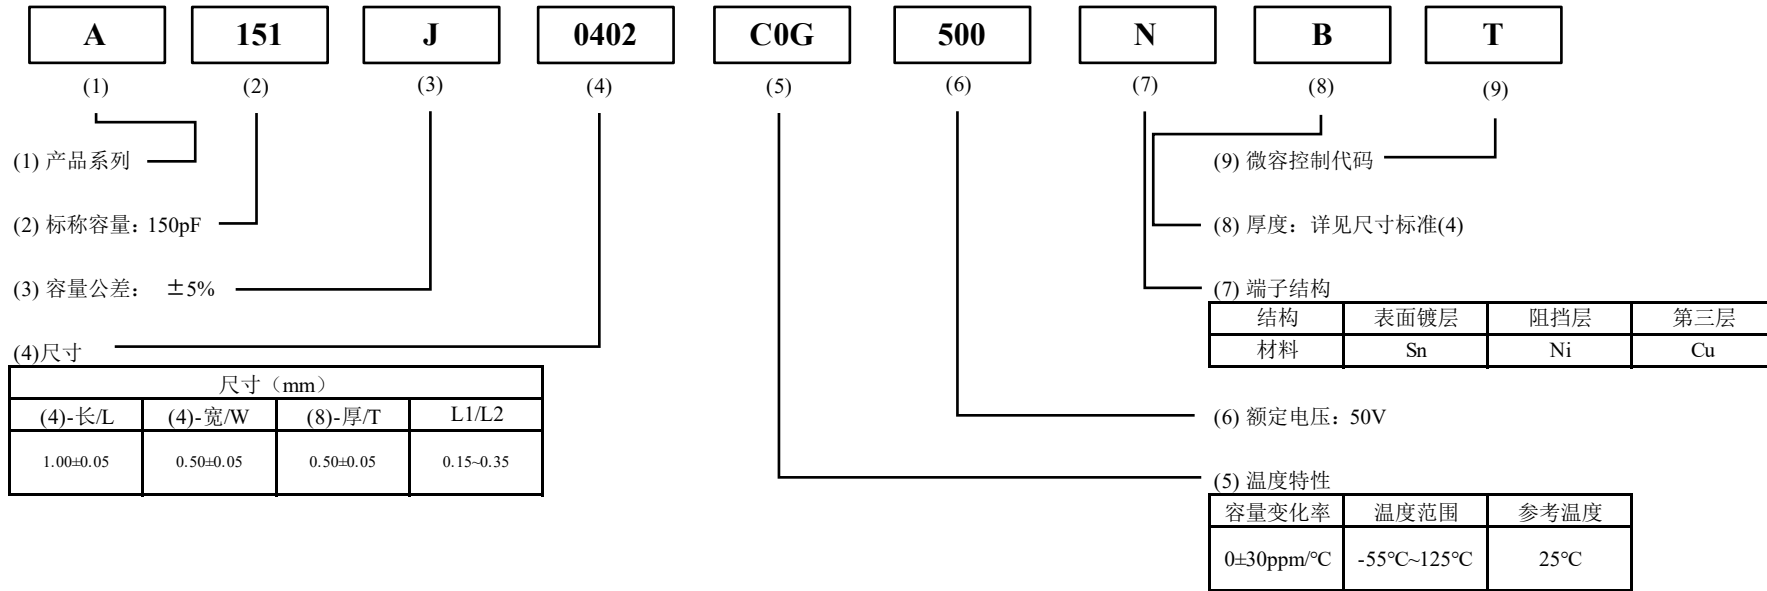 A 151 J 0402 C0G 500 N B T
(1) (2) (3) (4) (5) (6) (7) (8) (9)
(1) 产品系列
(9) 微容控制代码
(2) 标称容量：150pF
(8) 厚度：详见尺寸标准(4)
(3) 容量公差： ±5%
(7) 端子结构
结构 表面镀层 阻挡层 第三层
材料 Sn Ni Cu
(4)尺寸
尺寸（mm）
(4)-长/L (4)-宽/W (8)-厚/T L1/L2
1.00±0.05 0.50±0.05 0.50±0.05 0.15~0.35
(6) 额定电压：50V
(5) 温度特性
容量变化率 温度范围 参考温度
0±30ppm/℃ -55℃~125℃ 25℃